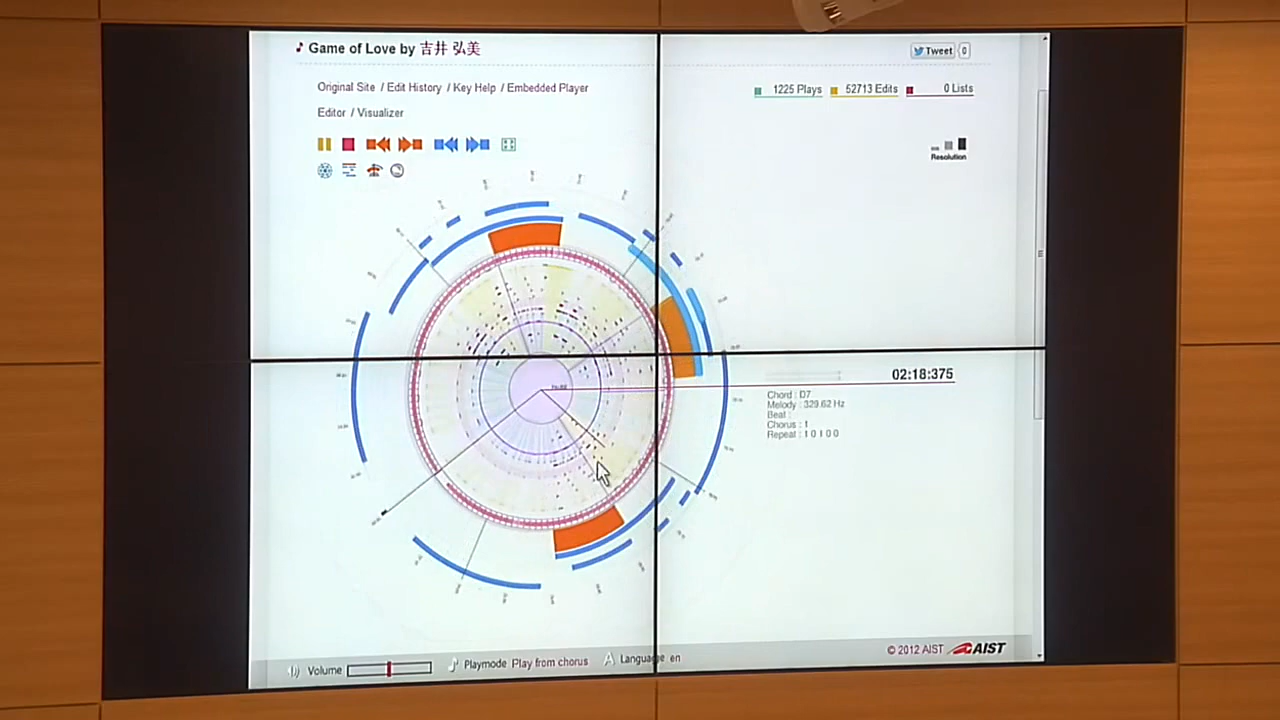 Game of Love by 吉井 弘美
Tweet 0
Original Site / Edit History / Key Help / Embedded Player
1225 Plays 52713 Edits 0 Lists
Editor / Visualizer
Resolution
02:18:375
Chord : D7
Melody : 329.62 Hz
Beat :
Chorus : 1
Repeat : 1 0 1 0 0
Volume Playmode Play from chorus Language en
© 2012 AIST AIST